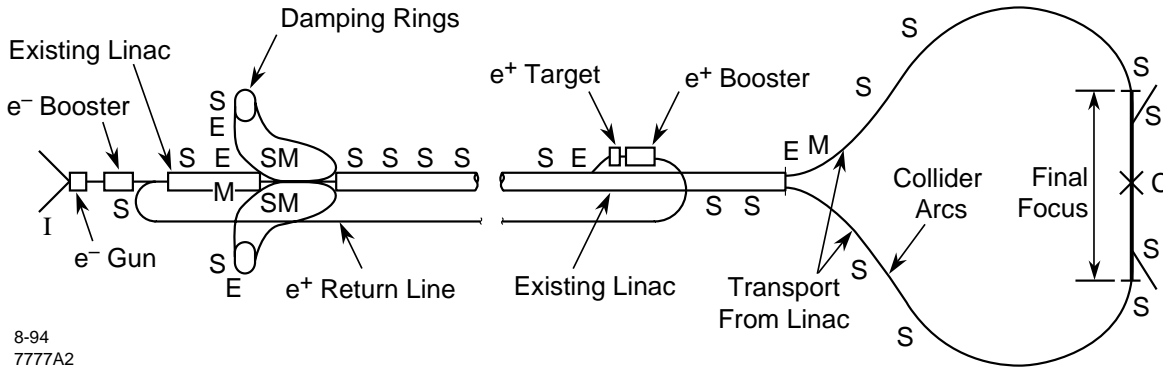 Damping Rings
Existing Linac
e⁻ Booster
e⁺ Target
e⁺ Booster
S
S
S
S
S
S
E
S
E
SM
S
S
S
S
S
E
E
M
S
M
S
SM
I
S
S
Collider
Arcs
Final
Focus
C
e⁻ Gun
S
E
e⁺ Return Line
Existing Linac
Transport
From Linac
S
S
S
S
8-94
7777A2